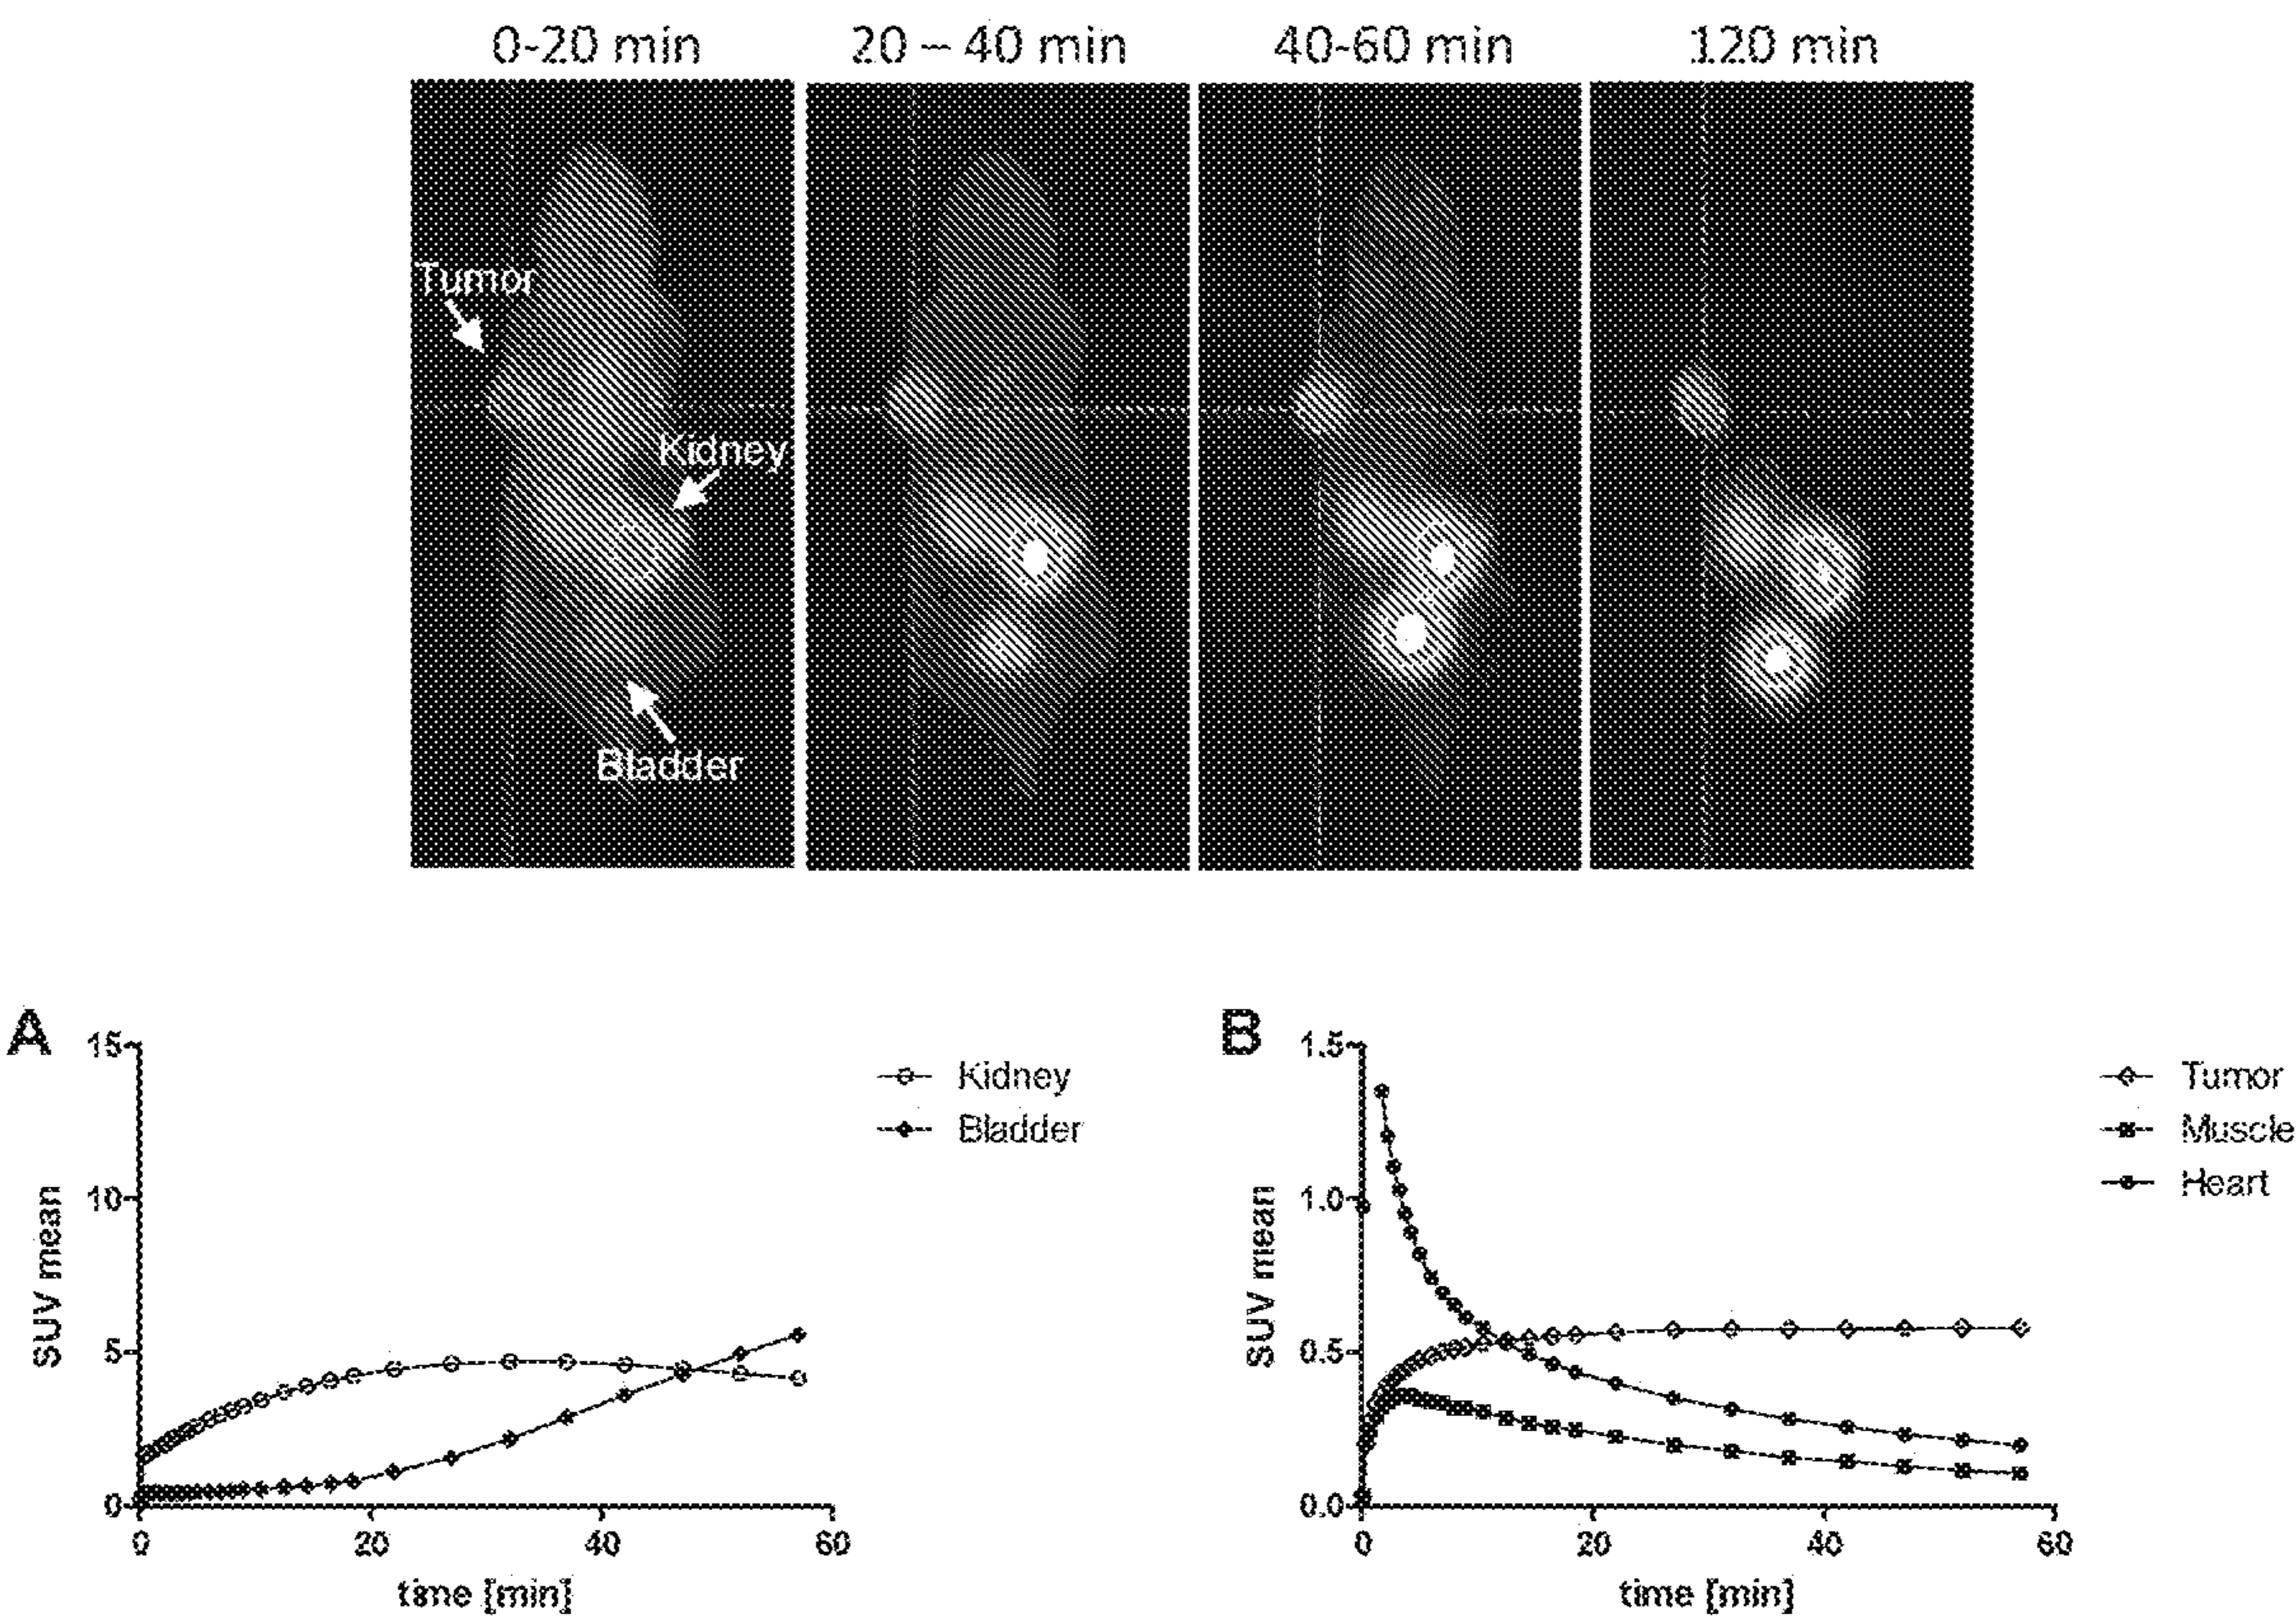 0-20 min
20 – 40 min
40-60 min
120 min
Tumor
Kidney
Bladder
A
15
10
5
0
SUV mean
0
20
40
60
time [min]
Kidney
Bladder
B
1.5
1.0
0.5
0.0
SUV mean
0
20
40
60
time [min]
Tumor
Muscle
Heart